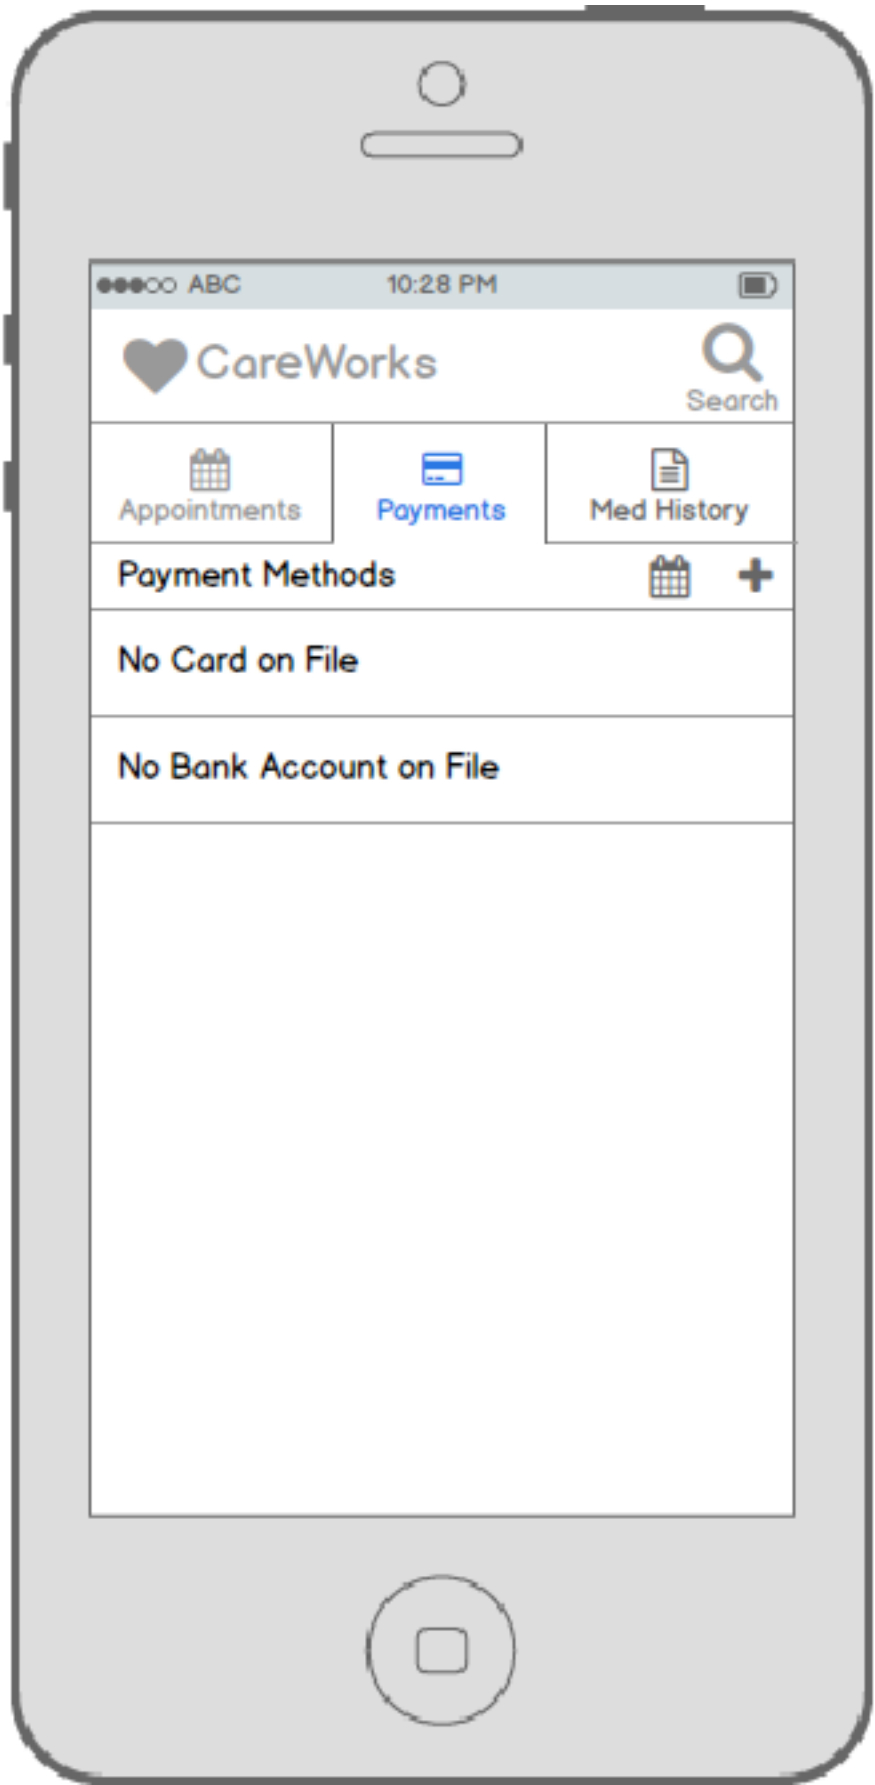 ABC 10:28 PM
CareWorks
Search
Appointments Payments Med History
Payment Methods
No Card on File
No Bank Account on File